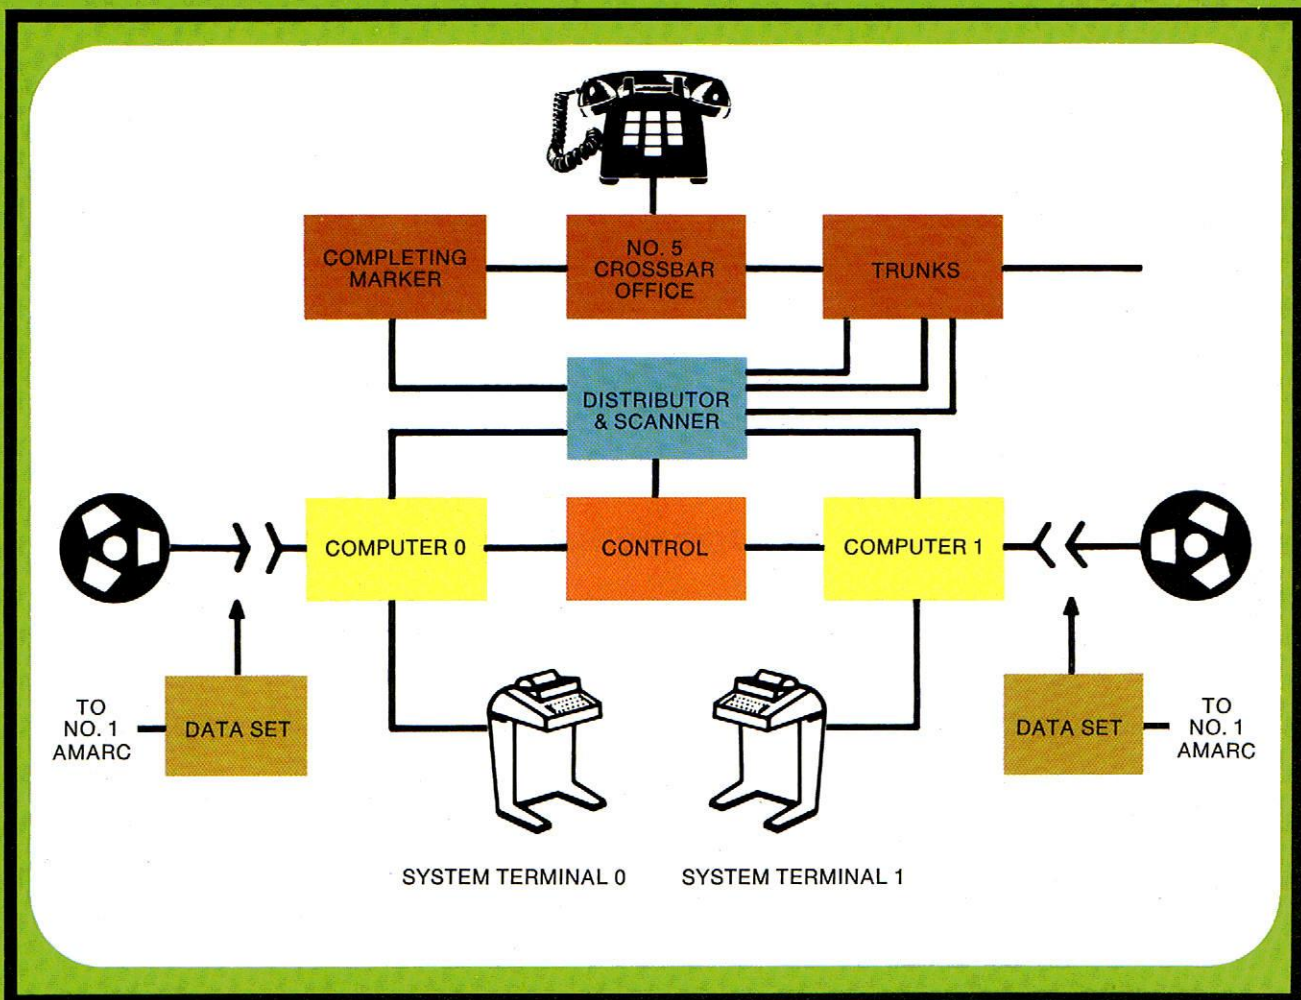 COMPLETING
MARKER
NO. 5
CROSSBAR
OFFICE
TRUNKS
DISTRIBUTOR
& SCANNER
COMPUTER 0
CONTROL
COMPUTER 1
TO
NO. 1
AMARC
DATA SET
DATA SET
TO
NO. 1
AMARC
SYSTEM TERMINAL 0
SYSTEM TERMINAL 1